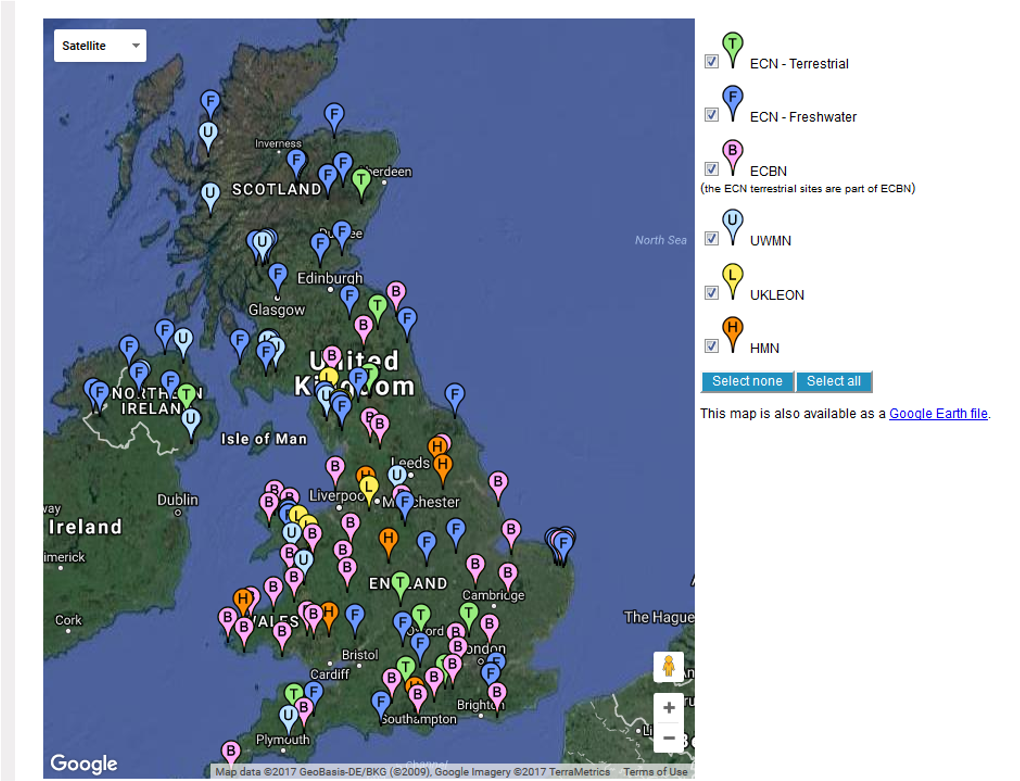 Satellite
Inverness
Aberdeen
SCOTLAND
North Sea
Edinburgh
Glasgow
United
Kingdom
NORTHERN
IRELAND
Isle of Man
Leeds
Dublin
Liverpool
Manchester
Ireland
ENGLAND
Cambridge
Cork
WALES
Oxford
The Hague
London
Bristol
Cardiff
Brighton
Southampton
Plymouth
Google
Map data ©2017 GeoBasis-DE/BKG (©2009), Google Imagery ©2017 TerraMetrics
Terms of Use
T
ECN - Terrestrial
F
ECN - Freshwater
B
ECBN
(the ECN terrestrial sites are part of ECBN)
U
UWMN
L
UKLEON
H
HMN
Select none
Select all
This map is also available as a Google Earth file.